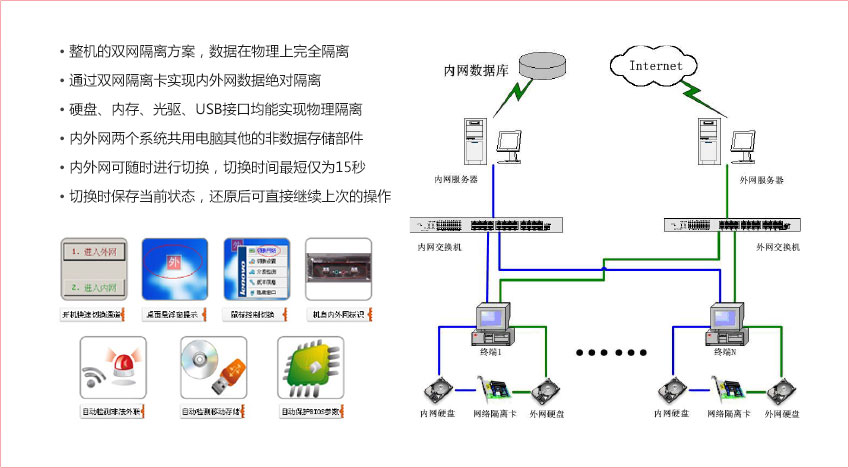 • 整机的双网隔离方案，数据在物理上完全隔离
• 通过双网隔离卡实现内外网数据绝对隔离
• 硬盘、内存、光驱、USB接口均能实现物理隔离
• 内外网两个系统共用电脑其他的非数据存储部件
• 内外网可随时进行切换，切换时间最短仅为15秒
• 切换时保存当前状态，还原后可直接继续上次的操作
1. 进入外网
2. 进入内网
外
lenovo
切换设置
开机快速切换通道
桌面悬浮窗提示
鼠标控制切换
机身内外网标识
自动检测非法外联
自动检测移动存储
自动保护BIOS参数
内网数据库
Internet
内网服务器
外网服务器
内网交换机
外网交换机
终端1
终端N
内网硬盘
网络隔离卡
外网硬盘
内网硬盘
网络隔离卡
外网硬盘